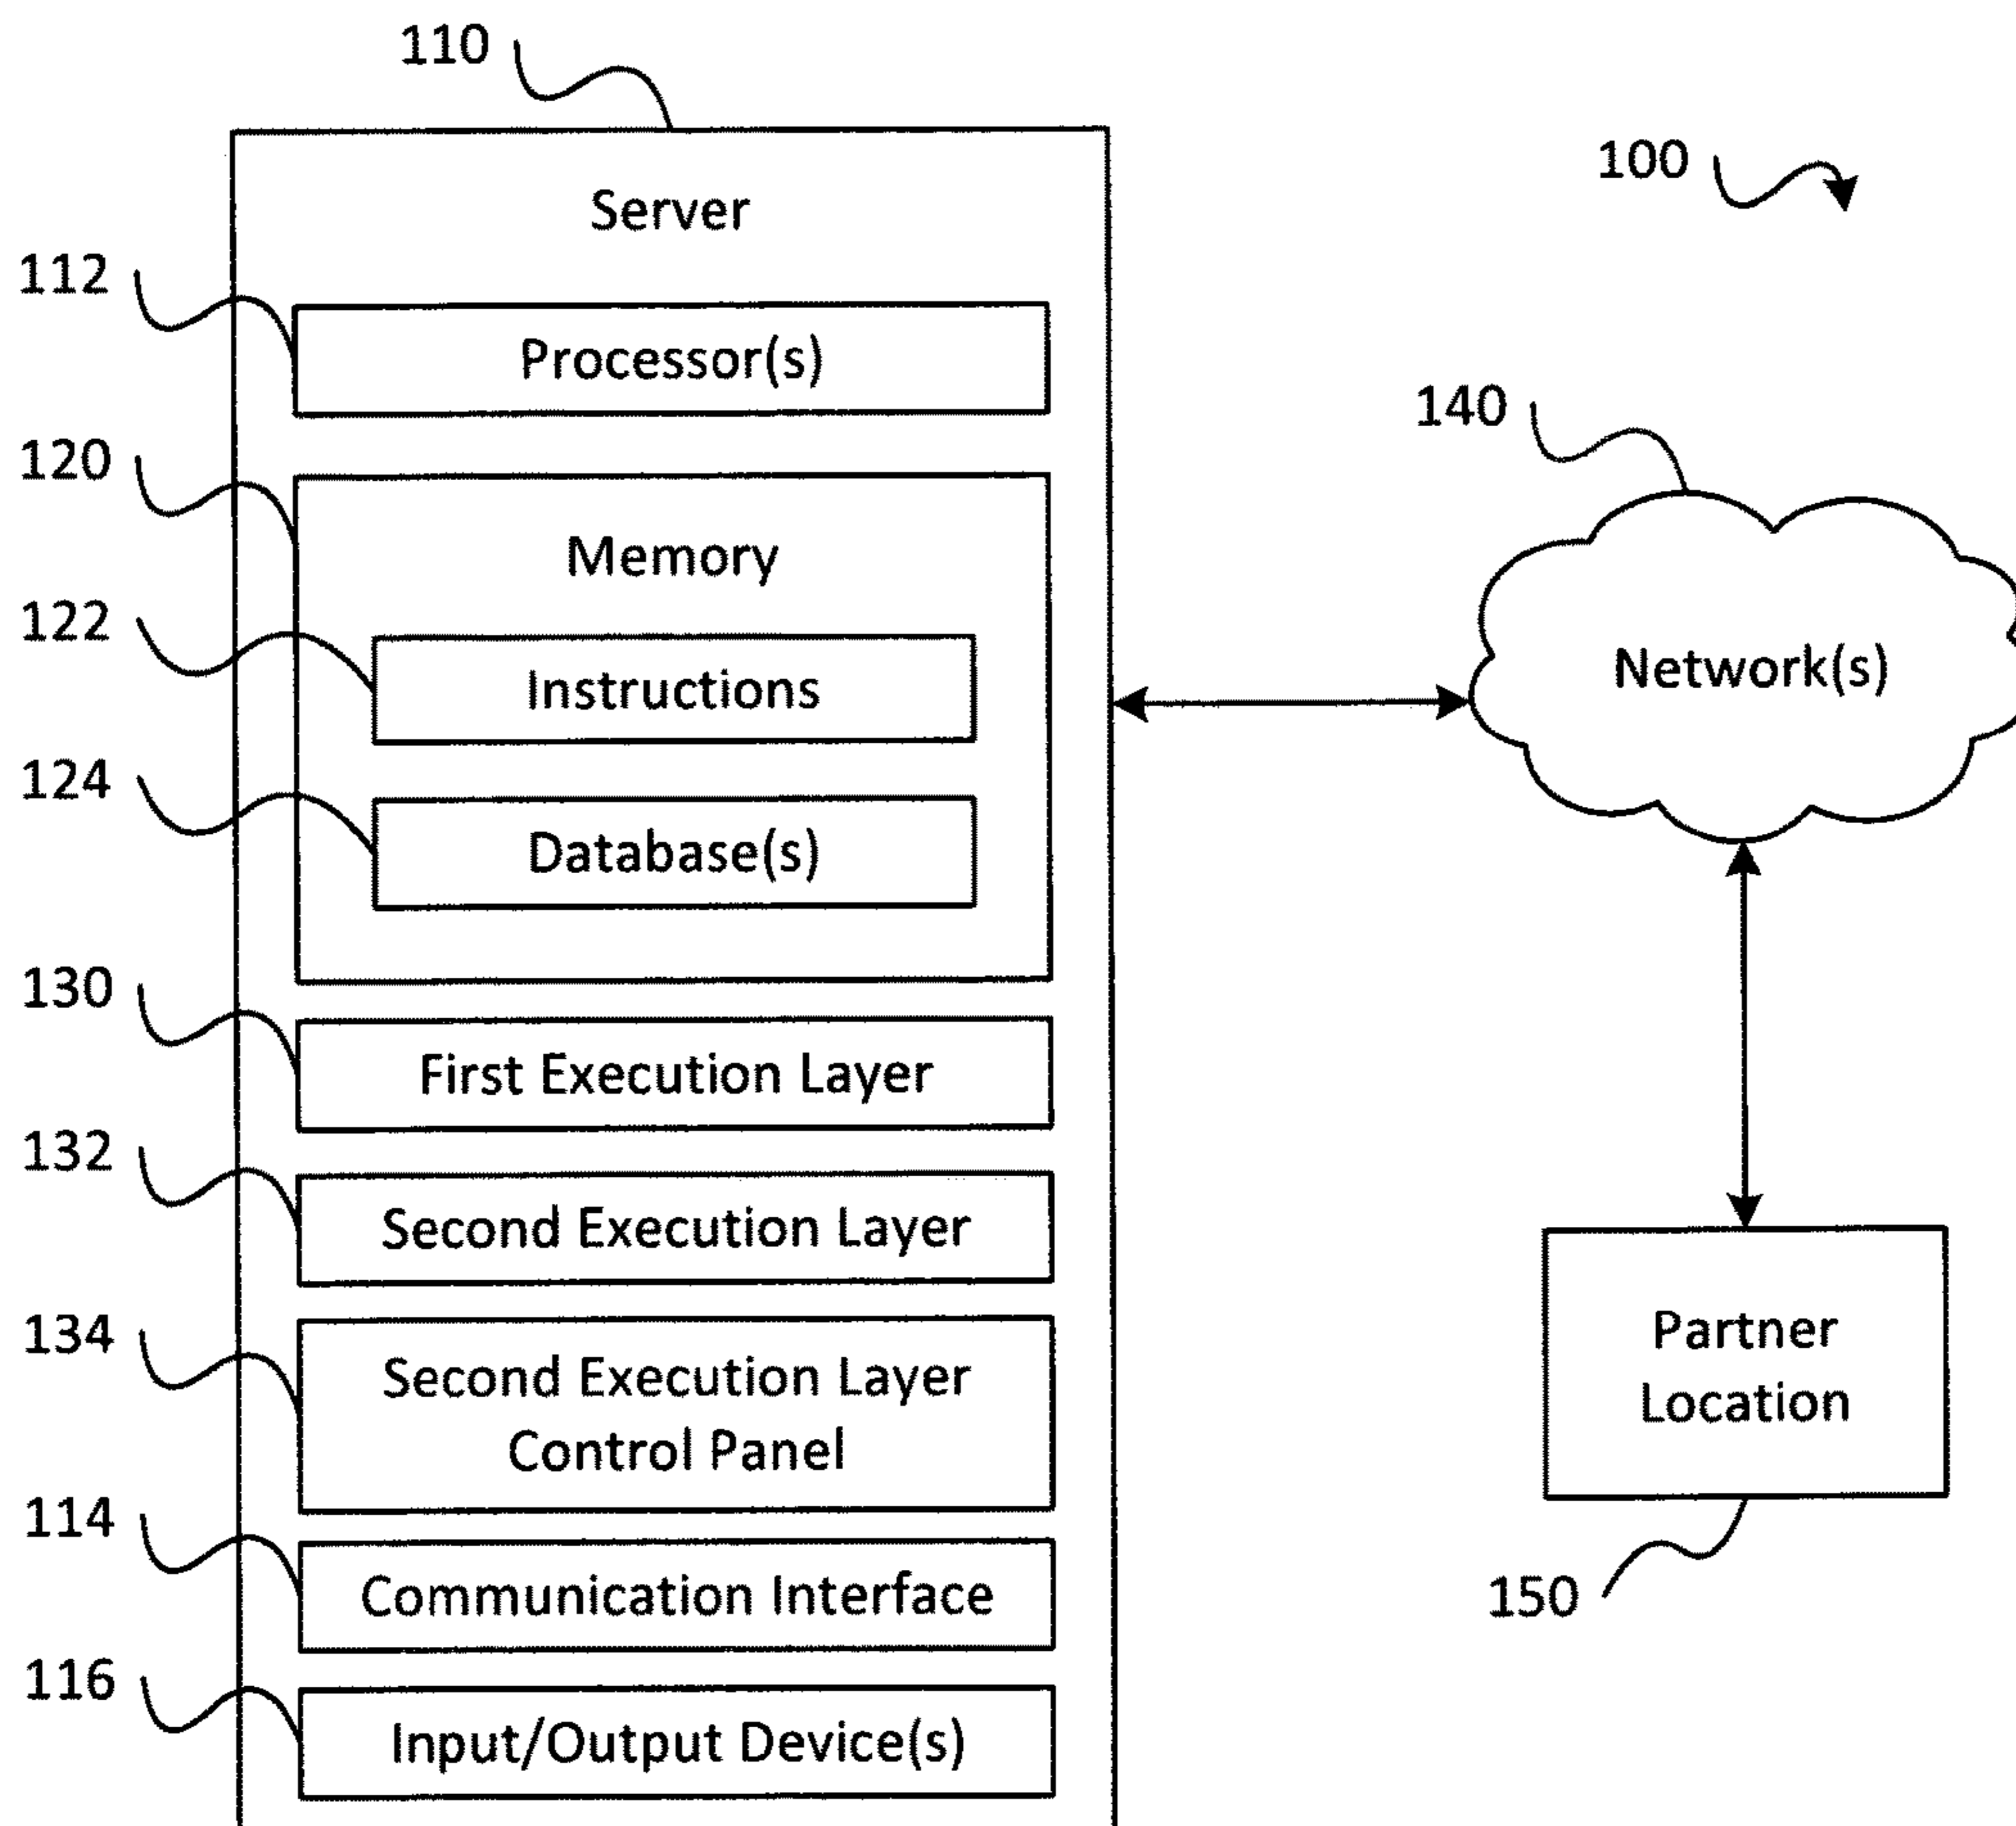 110
100
Server
112
Processor(s)
140
120
Memory
122
Instructions
Network(s)
124
Database(s)
130
First Execution Layer
132
Second Execution Layer
134
Second Execution Layer
Control Panel
Partner
Location
114
Communication Interface
150
116
Input/Output Device(s)